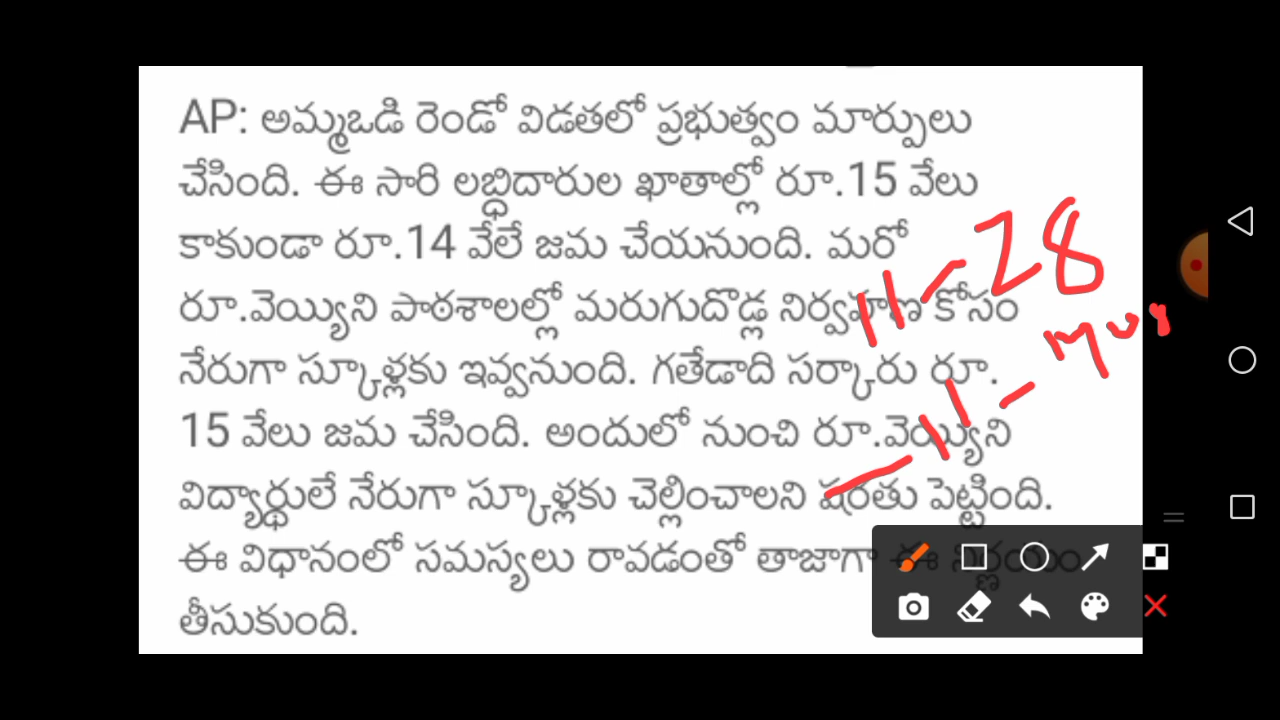 AP: అమ్మఒడి రెండో విడతలో ప్రభుత్వం మార్పులు
చేసింది. ఈ సారి లబ్ధిదారుల ఖాతాల్లో రూ.15 వేలు
కాకుండా రూ.14 వేలే జమ చేయనుంది. మరో
రూ.వెయ్యిని పాఠశాలల్లో మరుగుదొడ్ల నిర్వహణ కోసం
నేరుగా స్కూళ్లకు ఇవ్వనుంది. గతేడాది సర్కారు రూ.
15 వేలు జమ చేసింది. అందులో నుంచి రూ.వెయ్యిని
విద్యార్థులే నేరుగా స్కూళ్లకు చెల్లించాలని షరతు పెట్టింది.
ఈ విధానంలో సమస్యలు రావడంతో తాజాగా ఈ నిర్ణయం
తీసుకుంది.
11-28